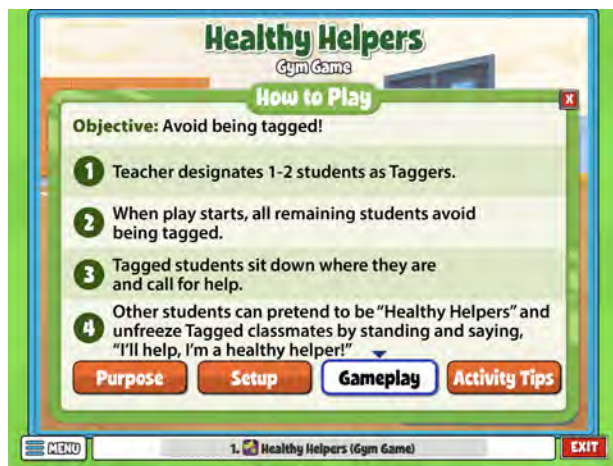 Healthy Helpers
Gym Game
How to Play
X
Objective: Avoid being tagged!
1 Teacher designates 1-2 students as Taggers.
2 When play starts, all remaining students avoid
being tagged.
3 Tagged students sit down where they are
and call for help.
4 Other students can pretend to be “Healthy Helpers” and
unfreeze Tagged classmates by standing and saying,
“I’ll help, I’m a healthy helper!”
Purpose Setup Gameplay Activity Tips
MENU 1. Healthy Helpers (Gym Game) EXIT